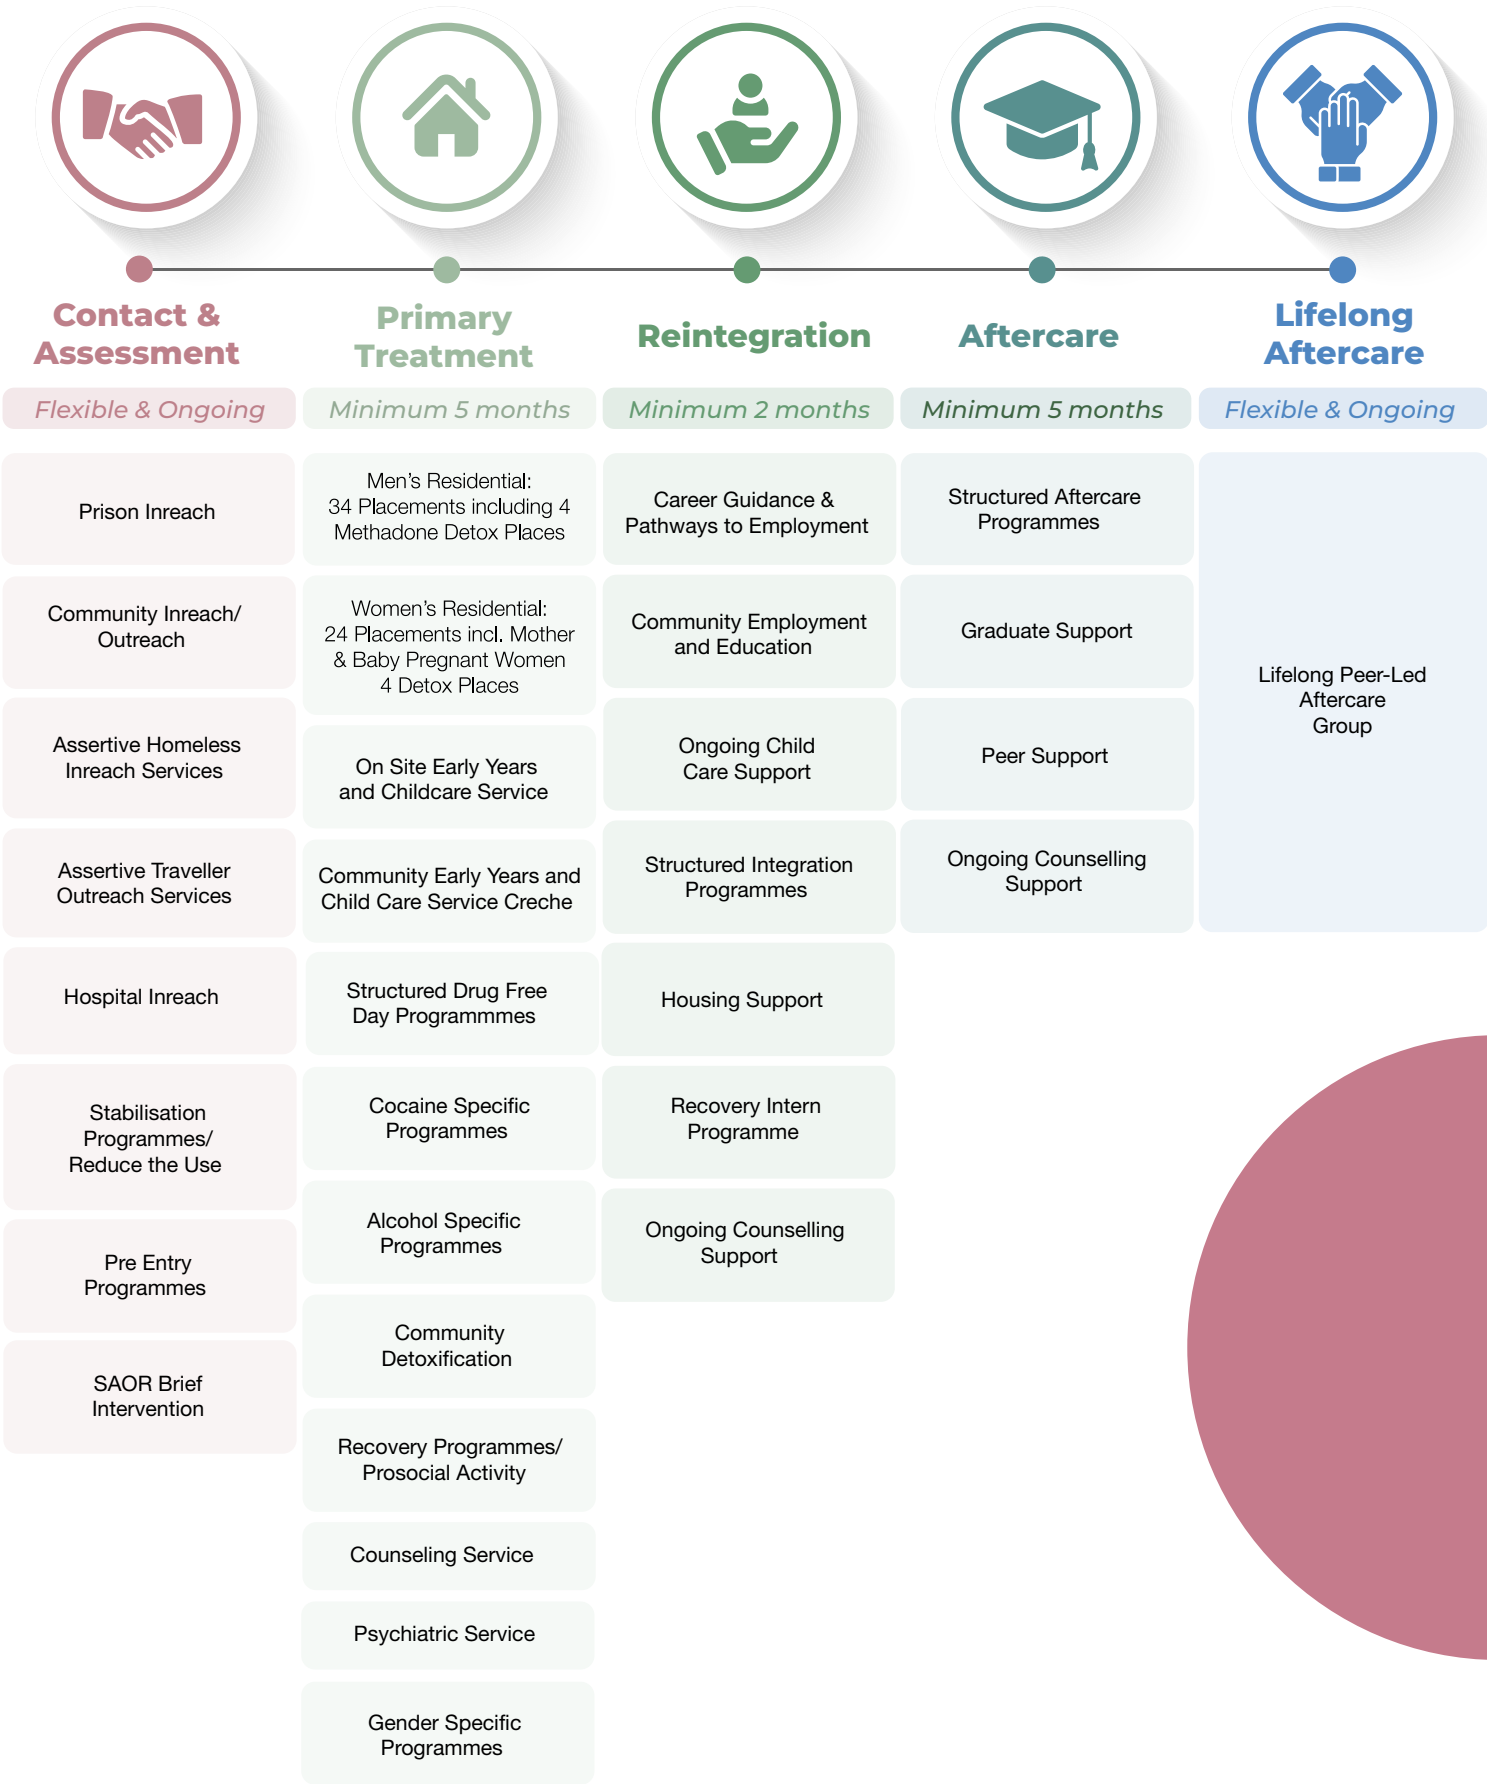 Contact &
Assessment
Flexible & Ongoing
Prison Inreach
Community Inreach/
Outreach
Assertive Homeless
Inreach Services
Assertive Traveller
Outreach Services
Hospital Inreach
Stabilisation
Programmes/
Reduce the Use
Pre Entry
Programmes
SAOR Brief
Intervention
Primary
Treatment
Minimum 5 months
Men's Residential:
34 Placements including 4
Methadone Detox Places
Women's Residential:
24 Placements incl. Mother
& Baby Pregnant Women
4 Detox Places
On Site Early Years
and Childcare Service
Community Early Years and
Child Care Service Creche
Structured Drug Free
Day Programmmes
Cocaine Specific
Programmes
Alcohol Specific
Programmes
Community
Detoxification
Recovery Programmes/
Prosocial Activity
Counseling Service
Psychiatric Service
Gender Specific
Programmes
Reintegration
Minimum 2 months
Career Guidance &
Pathways to Employment
Community Employment
and Education
Ongoing Child
Care Support
Structured Integration
Programmes
Housing Support
Recovery Intern
Programme
Ongoing Counselling
Support
Aftercare
Minimum 5 months
Structured Aftercare
Programmes
Graduate Support
Peer Support
Ongoing Counselling
Support
Lifelong
Aftercare
Flexible & Ongoing
Lifelong Peer-Led
Aftercare
Group